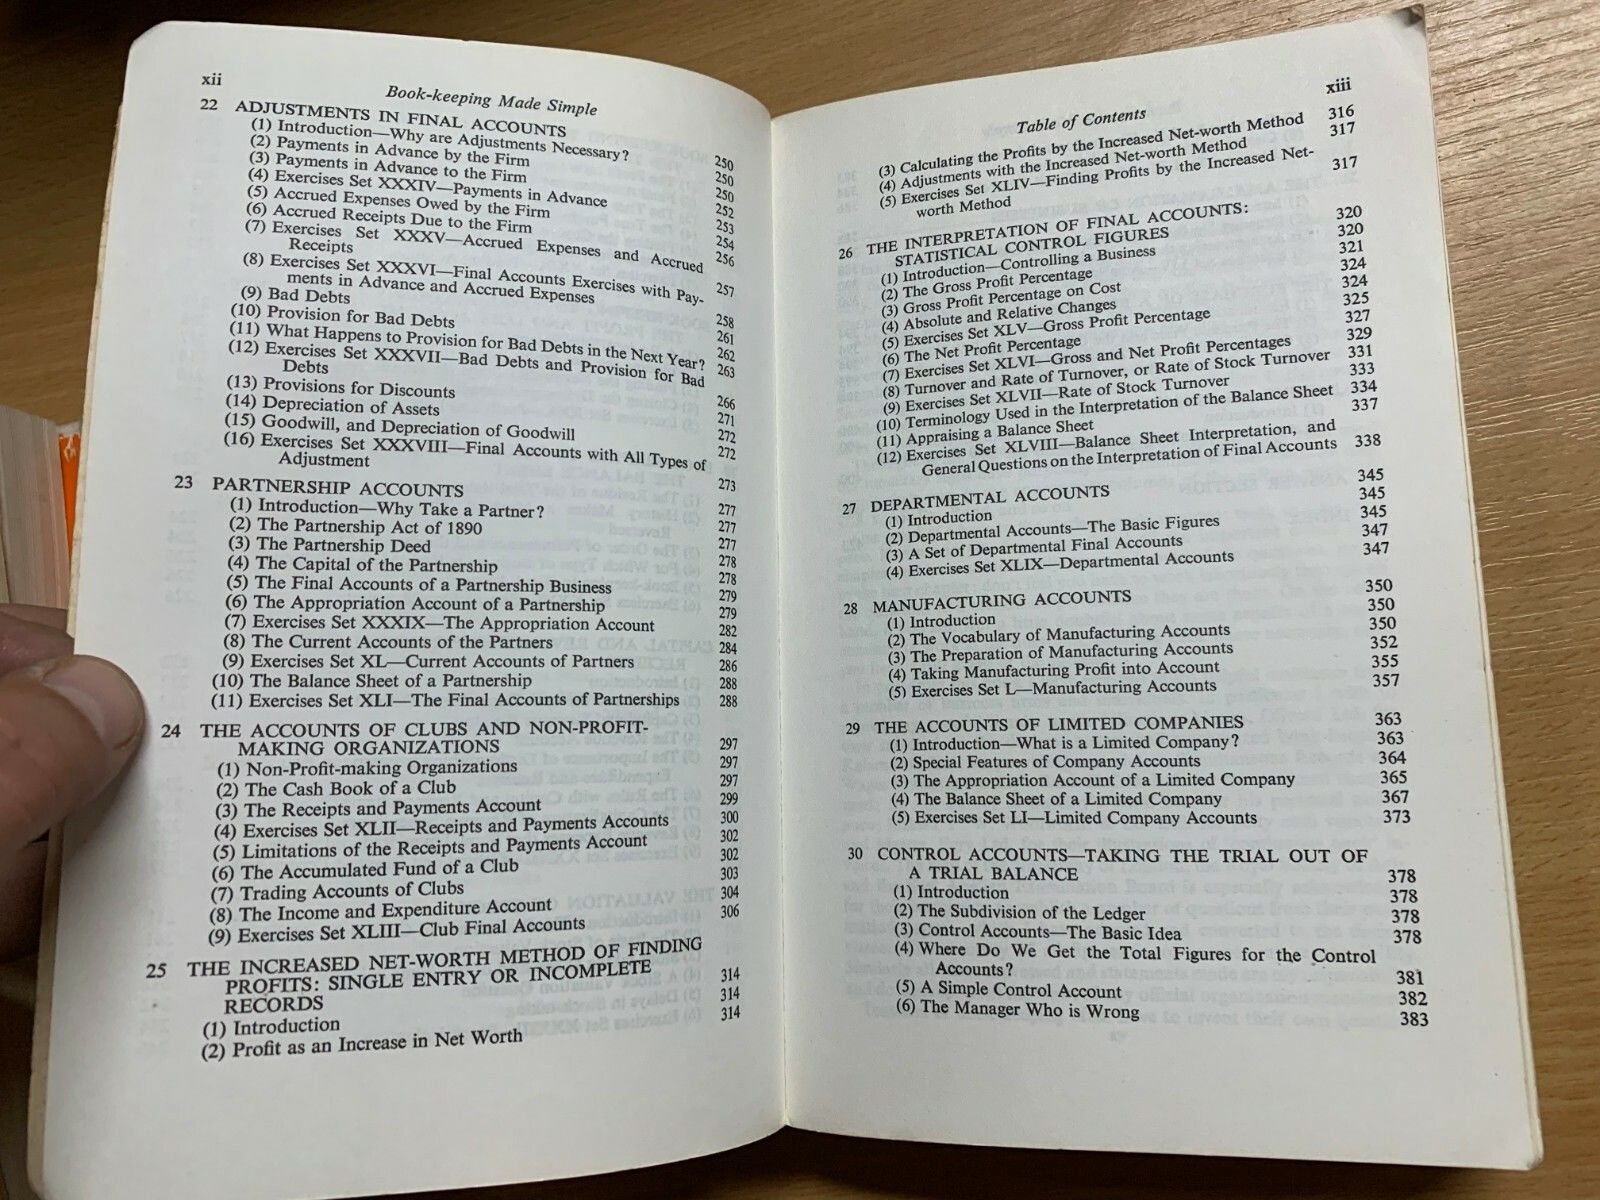 xii
Book-keeping Made Simple
22 ADJUSTMENTS IN FINAL ACCOUNTS 250
(1) Introduction—Why are Adjustments Necessary? 250
(2) Payments in Advance by the Firm 250
(3) Payments in Advance to the Firm 252
(4) Exercises Set XXXIV—Payments in Advance 253
(5) Accrued Expenses Owed by the Firm 254
(6) Accrued Receipts Due to the Firm 256
(7) Exercises Set XXXV—Accrued Expenses and Accrued
Receipts 257
(8) Exercises Set XXXVI—Final Accounts Exercises with Pay-
ments in Advance and Accrued Expenses 258
(9) Bad Debts 261
(10) Provision for Bad Debts 262
(11) What Happens to Provision for Bad Debts in the Next Year? 263
(12) Exercises Set XXXVII—Bad Debts and Provision for Bad
Debts 266
(13) Provisions for Discounts 271
(14) Depreciation of Assets 272
(15) Goodwill, and Depreciation of Goodwill 272
(16) Exercises Set XXXVIII—Final Accounts with All Types of
Adjustment 273
23 PARTNERSHIP ACCOUNTS 277
(1) Introduction—Why Take a Partner? 277
(2) The Partnership Act of 1890 277
(3) The Partnership Deed 278
(4) The Capital of the Partnership 278
(5) The Final Accounts of a Partnership Business 279
(6) The Appropriation Account of a Partnership 279
(7) Exercises Set XXXIX—The Appropriation Account 282
(8) The Current Accounts of the Partners 284
(9) Exercises Set XL—Current Accounts of Partners 286
(10) The Balance Sheet of a Partnership 288
(11) Exercises Set XLI—The Final Accounts of Partnerships 288
24 THE ACCOUNTS OF CLUBS AND NON-PROFIT-
MAKING ORGANIZATIONS 297
(1) Non-Profit-making Organizations 297
(2) The Cash Book of a Club 297
(3) The Receipts and Payments Account 299
(4) Exercises Set XLII—Receipts and Payments Accounts 300
(5) Limitations of the Receipts and Payments Account 302
(6) The Accumulated Fund of a Club 302
(7) Trading Accounts of Clubs 303
(8) The Income and Expenditure Account 304
(9) Exercises Set XLIII—Club Final Accounts 306
25 THE INCREASED NET-WORTH METHOD OF FINDING
PROFITS: SINGLE ENTRY OR INCOMPLETE
RECORDS 314
(1) Introduction 314
(2) Profit as an Increase in Net Worth 314
Table of Contents
xiii
(3) Calculating the Profits by the Increased Net-worth Method 316
(4) Adjustments with the Increased Net-worth Method 317
(5) Exercises Set XLIV—Finding Profits by the Increased Net-
worth Method 317
26 THE INTERPRETATION OF FINAL ACCOUNTS:
STATISTICAL CONTROL FIGURES 320
(1) Introduction—Controlling a Business 320
(2) The Gross Profit Percentage 321
(3) Gross Profit Percentage on Cost 324
(4) Absolute and Relative Changes 324
(5) Exercises Set XLV—Gross Profit Percentage 325
(6) The Net Profit Percentage 327
(7) Exercises Set XLVI—Gross and Net Profit Percentages 329
(8) Turnover and Rate of Turnover, or Rate of Stock Turnover 331
(9) Exercises Set XLVII—Rate of Stock Turnover 333
(10) Terminology Used in the Interpretation of the Balance Sheet 334
(11) Appraising a Balance Sheet 337
(12) Exercises Set XLVIII—Balance Sheet Interpretation, and
General Questions on the Interpretation of Final Accounts 338
27 DEPARTMENTAL ACCOUNTS 345
(1) Introduction 345
(2) Departmental Accounts—The Basic Figures 345
(3) A Set of Departmental Final Accounts 347
(4) Exercises Set XLIX—Departmental Accounts 347
28 MANUFACTURING ACCOUNTS 350
(1) Introduction 350
(2) The Vocabulary of Manufacturing Accounts 350
(3) The Preparation of Manufacturing Accounts 352
(4) Taking Manufacturing Profit into Account 355
(5) Exercises Set L—Manufacturing Accounts 357
29 THE ACCOUNTS OF LIMITED COMPANIES 363
(1) Introduction—What is a Limited Company? 363
(2) Special Features of Company Accounts 364
(3) The Appropriation Account of a Limited Company 365
(4) The Balance Sheet of a Limited Company 367
(5) Exercises Set LI—Limited Company Accounts 373
30 CONTROL ACCOUNTS—TAKING THE TRIAL OUT OF
A TRIAL BALANCE 378
(1) Introduction 378
(2) The Subdivision of the Ledger 378
(3) Control Accounts—The Basic Idea 378
(4) Where Do We Get the Total Figures for the Control
Accounts? 381
(5) A Simple Control Account 382
(6) The Manager Who is Wrong 383